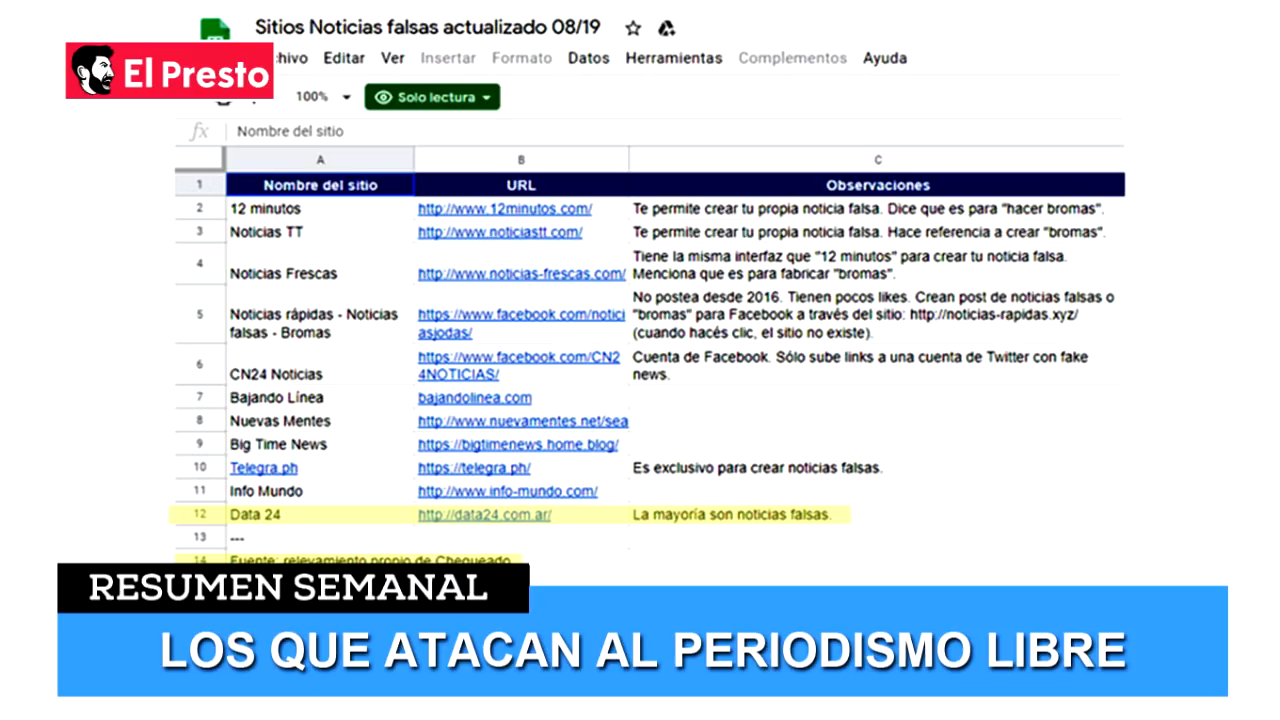 Sitios Noticias falsas actualizado 08/19
El Presto
hivo Editar Ver Insertar Formato Datos Herramientas Complementos Ayuda
100% Solo lectura
fx Nombre del sitio
A B C
1 Nombre del sitio URL Observaciones
2 12 minutos http://www.12minutos.com/ Te permite crear tu propia noticia falsa. Dice que es para "hacer bromas".
3 Noticias TT http://www.noticiastt.com/ Te permite crear tu propia noticia falsa. Hace referencia a crear "bromas".
Tiene la misma interfaz que "12 minutos" para crear tu noticia falsa.
4 Noticias Frescas http://www.noticias-frescas.com/ Menciona que es para fabricar "bromas".
No postea desde 2016. Tienen pocos likes. Crean post de noticias falsas o
5 Noticias rápidas - Noticias https://www.facebook.com/notici "bromas" para Facebook a través del sitio: http://noticias-rapidas.xyz/
falsas - Bromas asjodas/ (cuando hacés clic, el sitio no existe).
https://www.facebook.com/CN2 Cuenta de Facebook. Sólo sube links a una cuenta de Twitter con fake
6 CN24 Noticias 4NOTICIAS/ news.
7 Bajando Línea bajandolinea.com
8 Nuevas Mentes http://www.nuevamentes.net/sea
9 Big Time News https://bigtimenews.home.blog/
10 Telegra.ph https://telegra.ph/ Es exclusivo para crear noticias falsas.
11 Info Mundo http://www.info-mundo.com/
12 Data 24 http://data24.com.ar/ La mayoría son noticias falsas.
13 ---
14 Fuente: relevamiento propio de Chequeado
RESUMEN SEMANAL
LOS QUE ATACAN AL PERIODISMO LIBRE